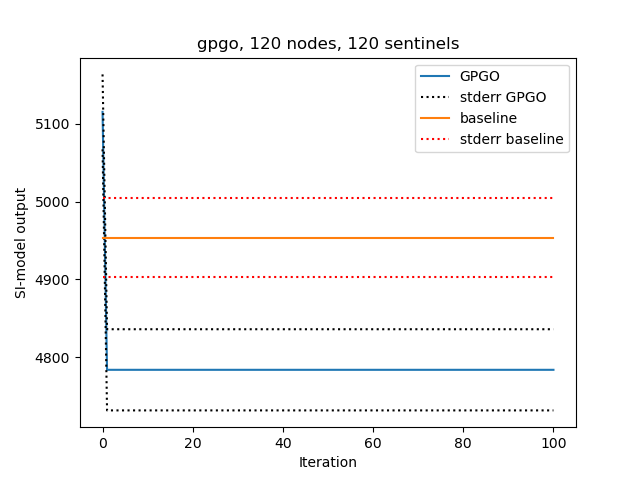 gpgo, 120 nodes, 120 sentinels
GPGO
stderr GPGO
baseline
stderr baseline
5100
5000
4900
4800
SI-model output
0 20 40 60 80 100
Iteration